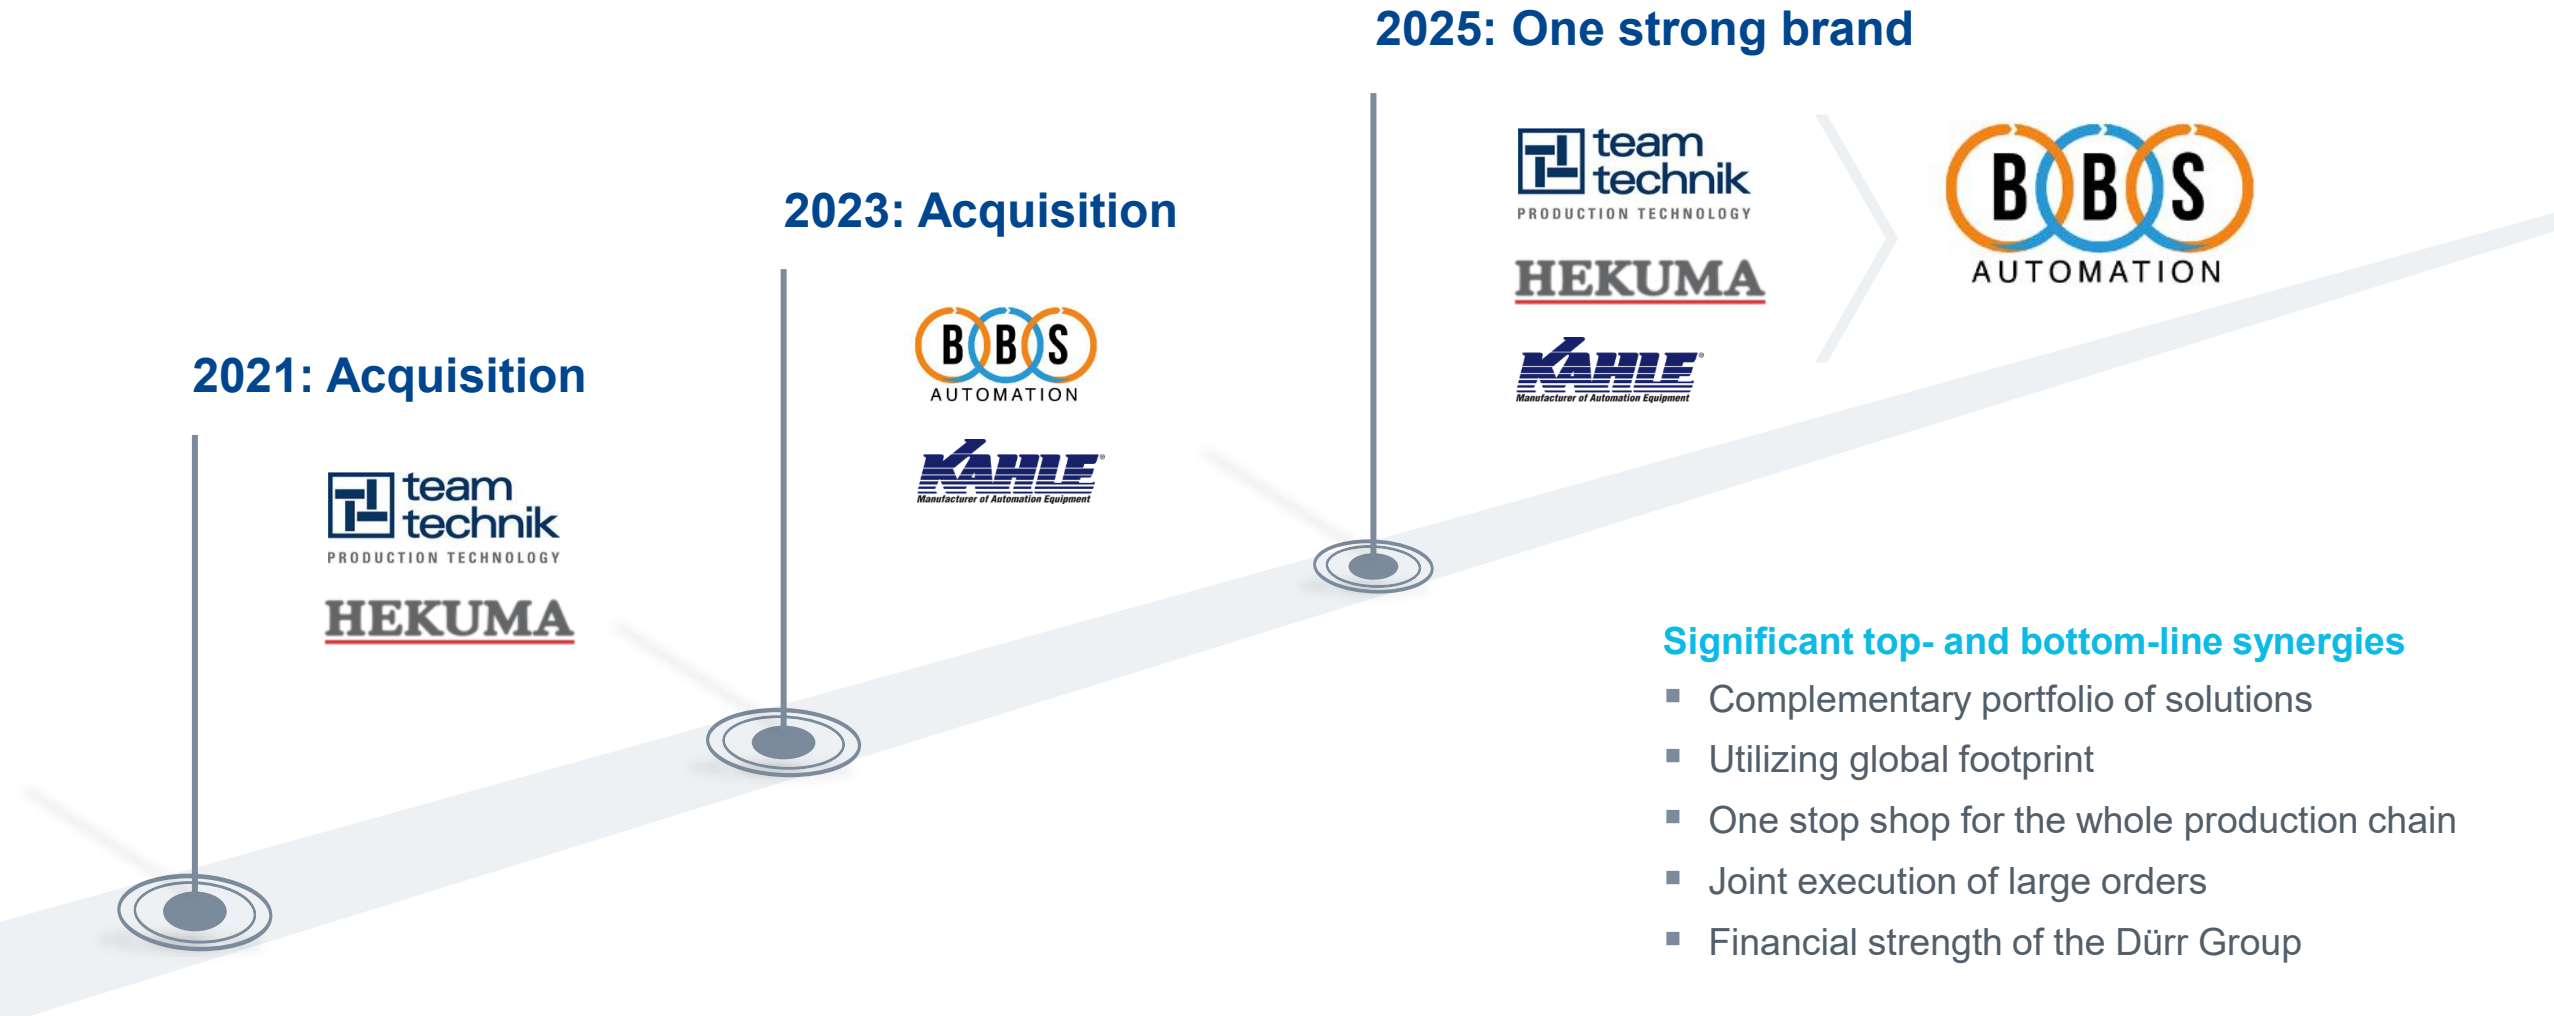 2021: Acquisition
team
technik
PRODUCTION TECHNOLOGY
HEKUMA
2023: Acquisition
BBS
AUTOMATION
KAHLE®
Manufacturer of Automation Equipment
2025: One strong brand
team
technik
PRODUCTION TECHNOLOGY
HEKUMA
KAHLE®
Manufacturer of Automation Equipment
BBS
AUTOMATION
Significant top- and bottom-line synergies
▪ Complementary portfolio of solutions
▪ Utilizing global footprint
▪ One stop shop for the whole production chain
▪ Joint execution of large orders
▪ Financial strength of the Dürr Group